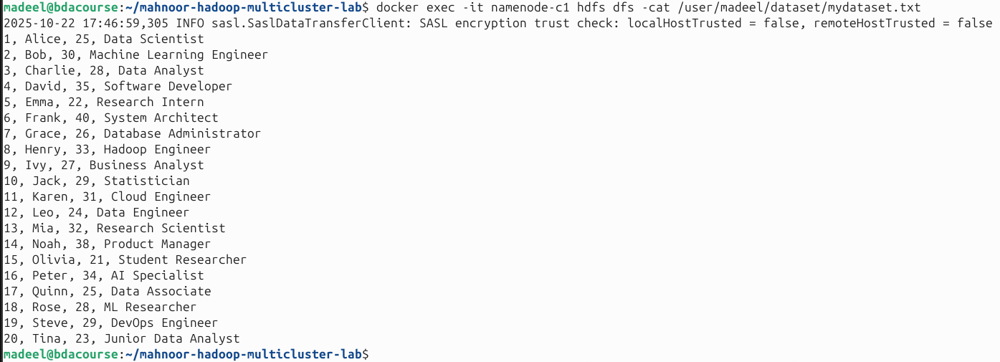 madeel@bdacourse:~/mahnoor-hadoop-multicluster-lab$ docker exec -it namenode-c1 hdfs dfs -cat /user/madeel/dataset/mydataset.txt
2025-10-22 17:46:59,305 INFO sasl.SaslDataTransferClient: SASL encryption trust check: localHostTrusted = false, remoteHostTrusted = false
1, Alice, 25, Data Scientist
2, Bob, 30, Machine Learning Engineer
3, Charlie, 28, Data Analyst
4, David, 35, Software Developer
5, Emma, 22, Research Intern
6, Frank, 40, System Architect
7, Grace, 26, Database Administrator
8, Henry, 33, Hadoop Engineer
9, Ivy, 27, Business Analyst
10, Jack, 29, Statistician
11, Karen, 31, Cloud Engineer
12, Leo, 24, Data Engineer
13, Mia, 32, Research Scientist
14, Noah, 38, Product Manager
15, Olivia, 21, Student Researcher
16, Peter, 34, AI Specialist
17, Quinn, 25, Data Associate
18, Rose, 28, ML Researcher
19, Steve, 29, DevOps Engineer
20, Tina, 23, Junior Data Analyst
madeel@bdacourse:~/mahnoor-hadoop-multicluster-lab$